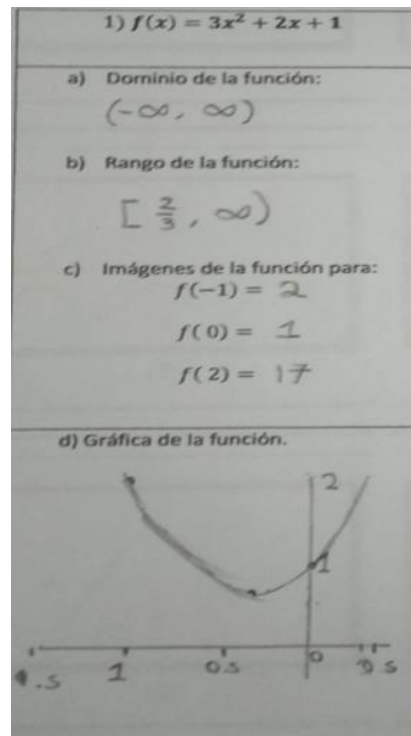 1) f(x) = 3x² + 2x + 1
a) Dominio de la función:
(-∞, ∞)
b) Rango de la función:
[ 2/3 , ∞)
c) Imágenes de la función para:
f(-1) = 2
f( 0) = 1
f( 2) = 17
d) Gráfica de la función.
2
1
1 0.5 0